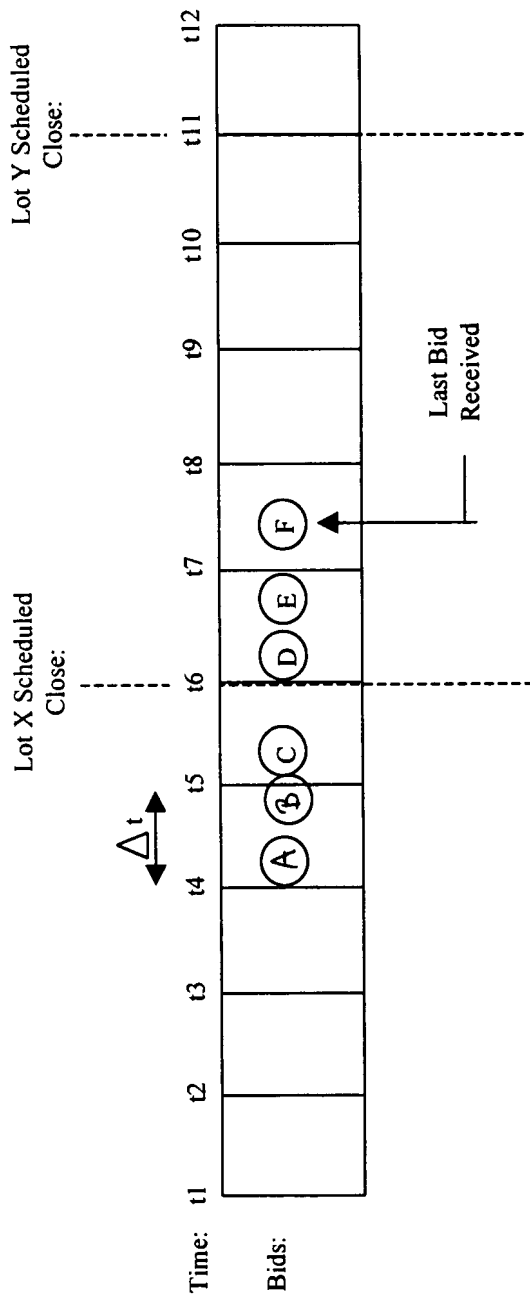 Lot X Scheduled
Close:
Lot Y Scheduled
Close:
Δt
Time: t1 t2 t3 t4 t5 t6 t7 t8 t9 t10 t11 t12
Bids: A B C D E F
Last Bid
Received